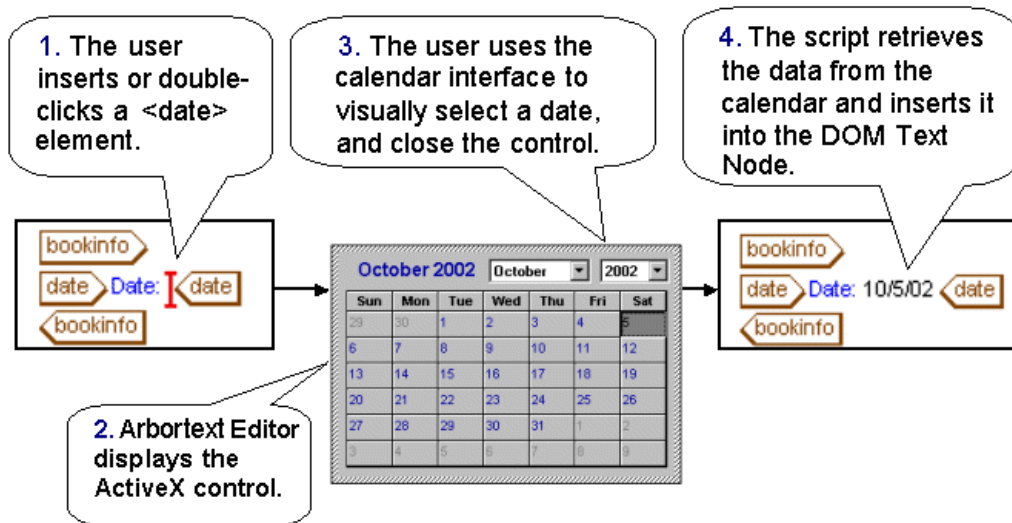 1. The user
inserts or double-
clicks a <date>
element.
3. The user uses the
calendar interface to
visually select a date,
and close the control.
4. The script retrieves
the data from the
calendar and inserts it
into the DOM Text
Node.
bookinfo
date Date: date
bookinfo
October 2002 October 2002
Sun Mon Tue Wed Thu Fri Sat
29 30 1 2 3 4 5
6 7 8 9 10 11 12
13 14 15 16 17 18 19
20 21 22 23 24 25 26
27 28 29 30 31 1 2
3 4 5 6 7 8 9
bookinfo
date Date: 10/5/02 date
bookinfo
2. Arbortext Editor
displays the
ActiveX control.